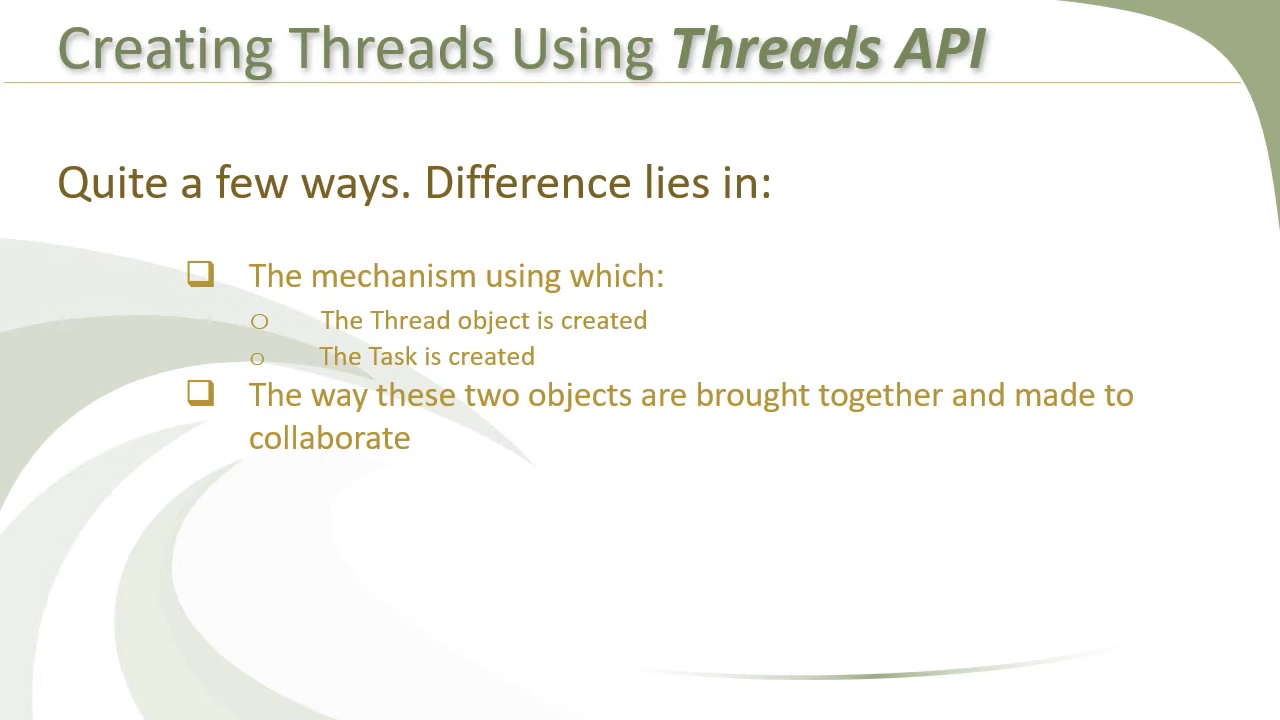 Creating Threads Using Threads API
Quite a few ways. Difference lies in:
The mechanism using which:
The Thread object is created
The Task is created
The way these two objects are brought together and made to
collaborate